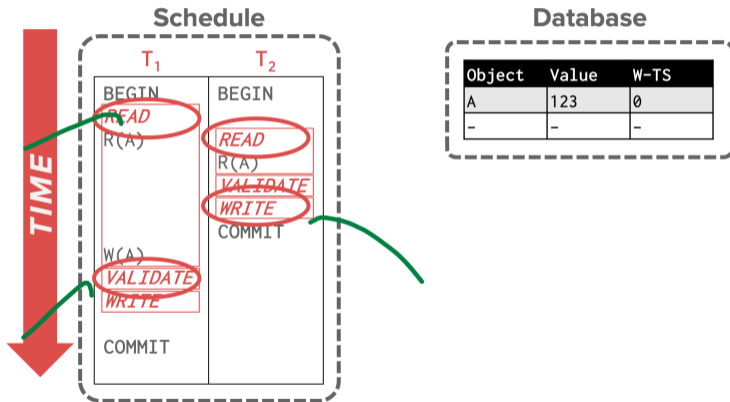 Schedule
T₁ T₂
BEGIN
READ
R(A)
W(A)
VALIDATE
WRITE
COMMIT
BEGIN
READ
R(A)
VALIDATE
WRITE
COMMIT
TIME
Database
Object Value W-TS
A 123 0
– – –